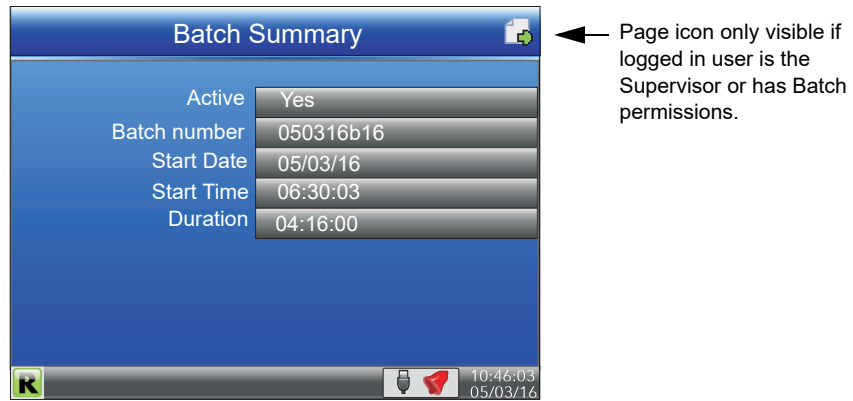 Batch Summary
Page icon only visible if
logged in user is the
Supervisor or has Batch
permissions.
Active Yes
Batch number 050316b16
Start Date 05/03/16
Start Time 06:30:03
Duration 04:16:00
R
10:46:03
05/03/16